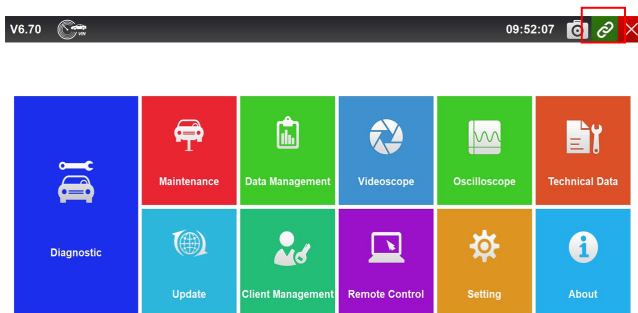 V6.70 VIN 09:52:07
Maintenance Data Management Videoscope Oscilloscope Technical Data
Diagnostic
Update Client Management Remote Control Setting About